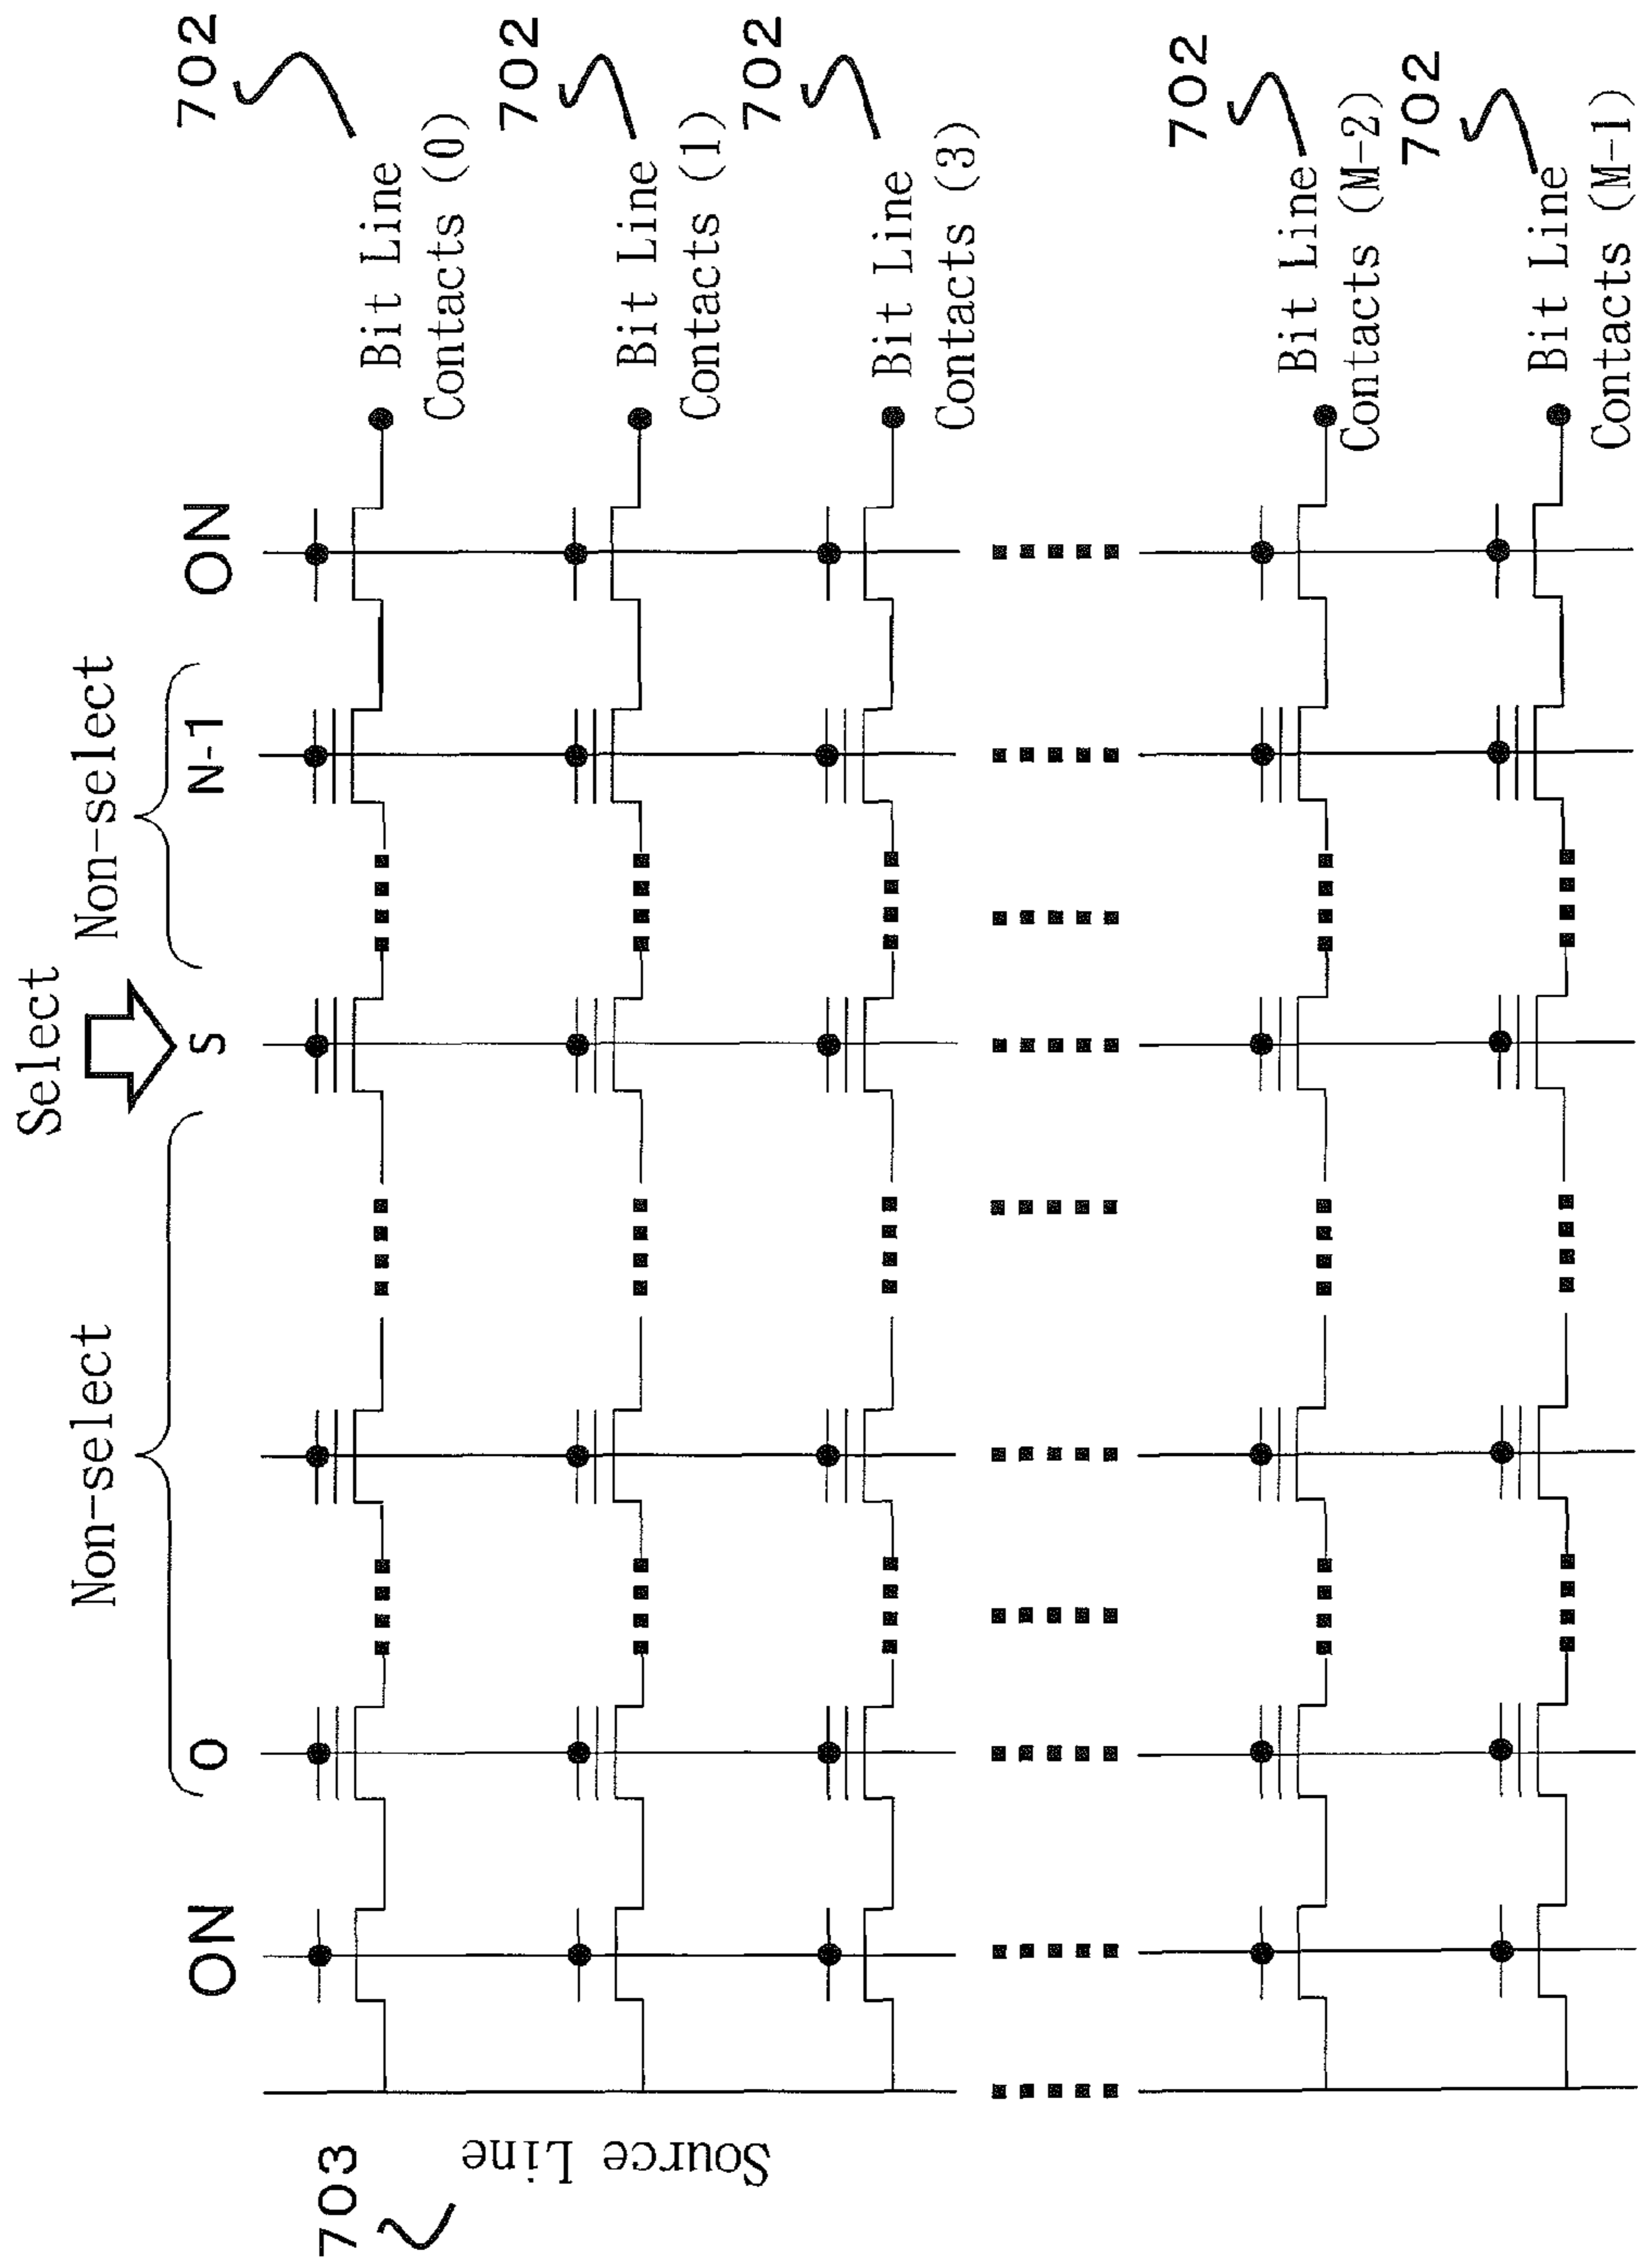 Select
Non-select
Non-select
ON
0
S
N-1
ON
702
Bit Line
Contacts (0)
702
Bit Line
Contacts (1)
702
Bit Line
Contacts (3)
702
Bit Line
Contacts (M-2)
702
Bit Line
Contacts (M-1)
703
Source Line